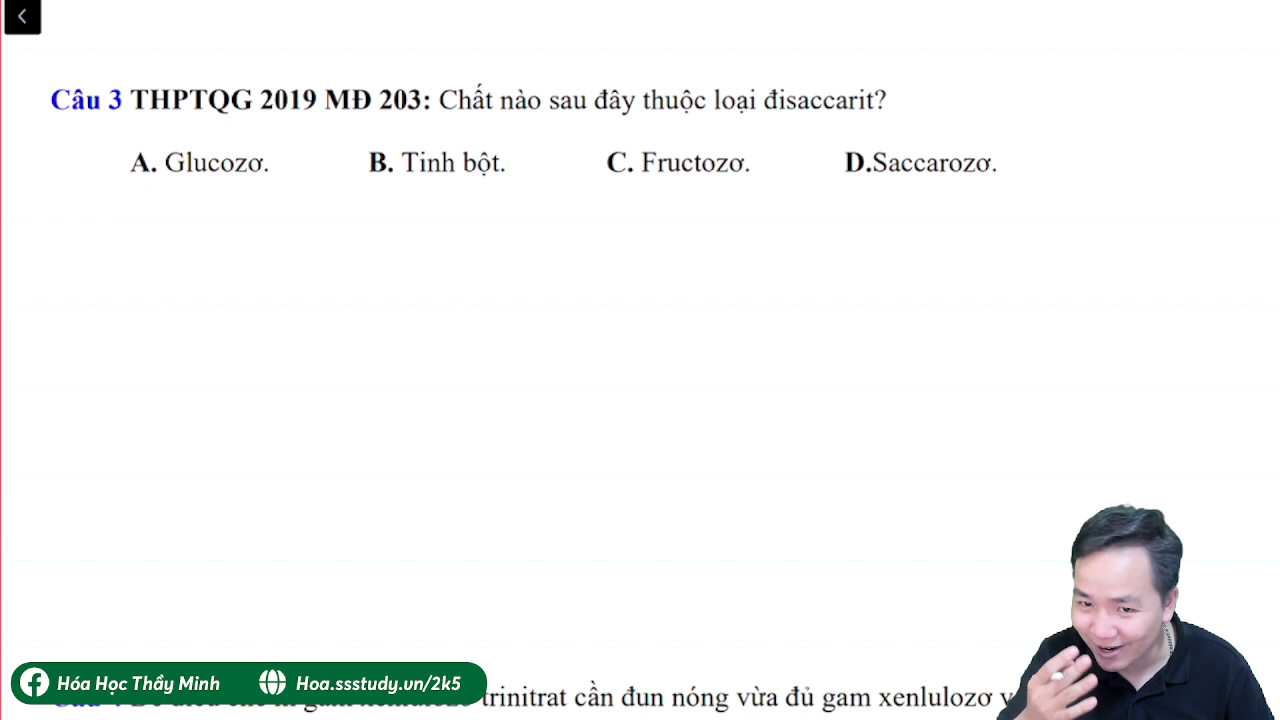 Câu 3 THPTQG 2019 MĐ 203: Chất nào sau đây thuộc loại đisaccarit?
A. Glucozơ. B. Tinh bột. C. Fructozơ. D.Saccarozơ.
trinitrat cần đun nóng vừa đủ gam xenlulozơ
Hóa Học Thầy Minh Hoa.ssstudy.vn/2k5